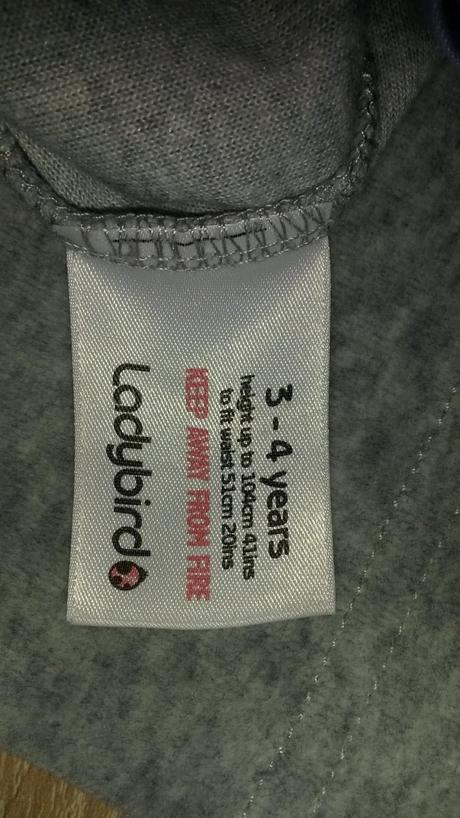 3 - 4 years
height up to 104cm 41ins
to fit waist 51cm 20ins
KEEP AWAY FROM FIRE
Ladybird